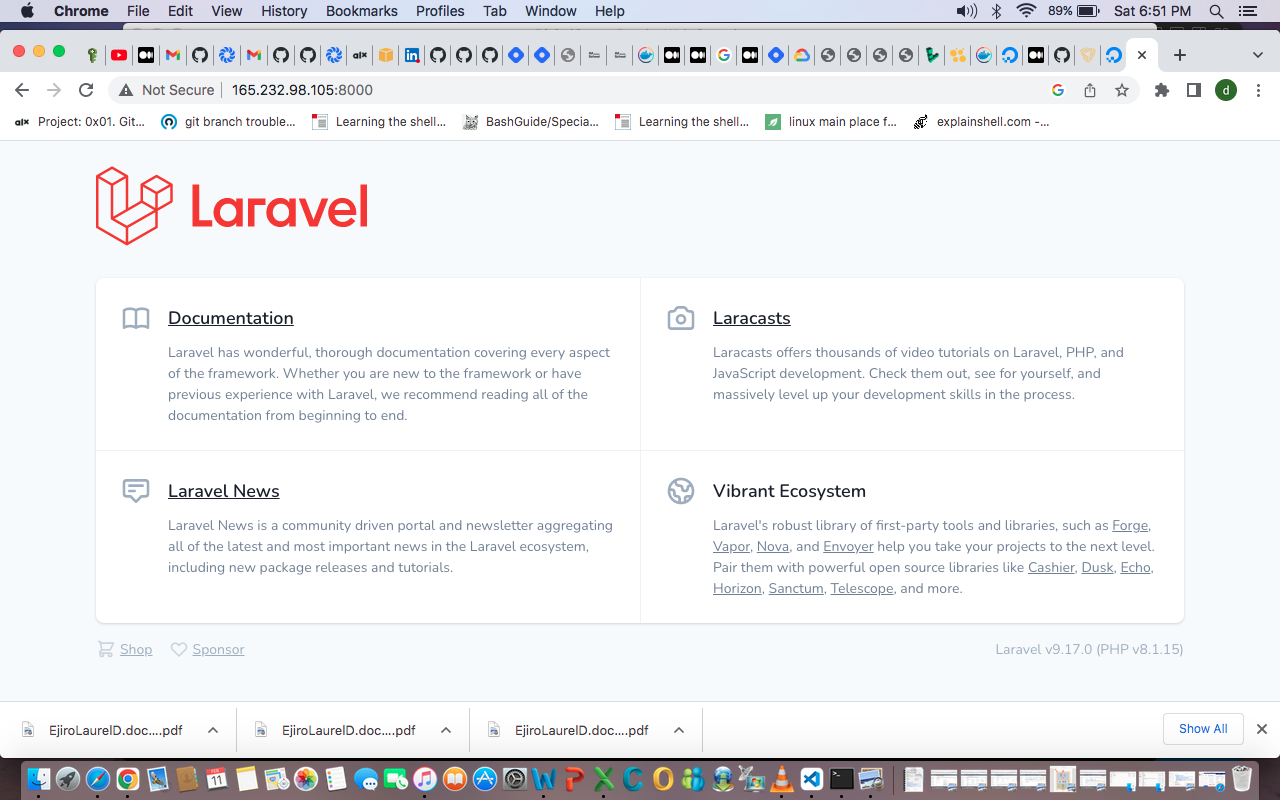 Chrome File Edit View History Bookmarks Profiles Tab Window Help 89% Sat 6:51 PM
Not Secure 165.232.98.105:8000 d
Project: 0x01. Git... git branch trouble... Learning the shell... BashGuide/Specia... Learning the shell... linux main place f... explainshell.com -...
Laravel
Documentation
Laravel has wonderful, thorough documentation covering every aspect
of the framework. Whether you are new to the framework or have
previous experience with Laravel, we recommend reading all of the
documentation from beginning to end.
Laracasts
Laracasts offers thousands of video tutorials on Laravel, PHP, and
JavaScript development. Check them out, see for yourself, and
massively level up your development skills in the process.
Laravel News
Laravel News is a community driven portal and newsletter aggregating
all of the latest and most important news in the Laravel ecosystem,
including new package releases and tutorials.
Vibrant Ecosystem
Laravel's robust library of first-party tools and libraries, such as Forge,
Vapor, Nova, and Envoyer help you take your projects to the next level.
Pair them with powerful open source libraries like Cashier, Dusk, Echo,
Horizon, Sanctum, Telescope, and more.
Shop Sponsor Laravel v9.17.0 (PHP v8.1.15)
EjiroLaureID.doc....pdf EjiroLaureID.doc....pdf EjiroLaureID.doc....pdf Show All